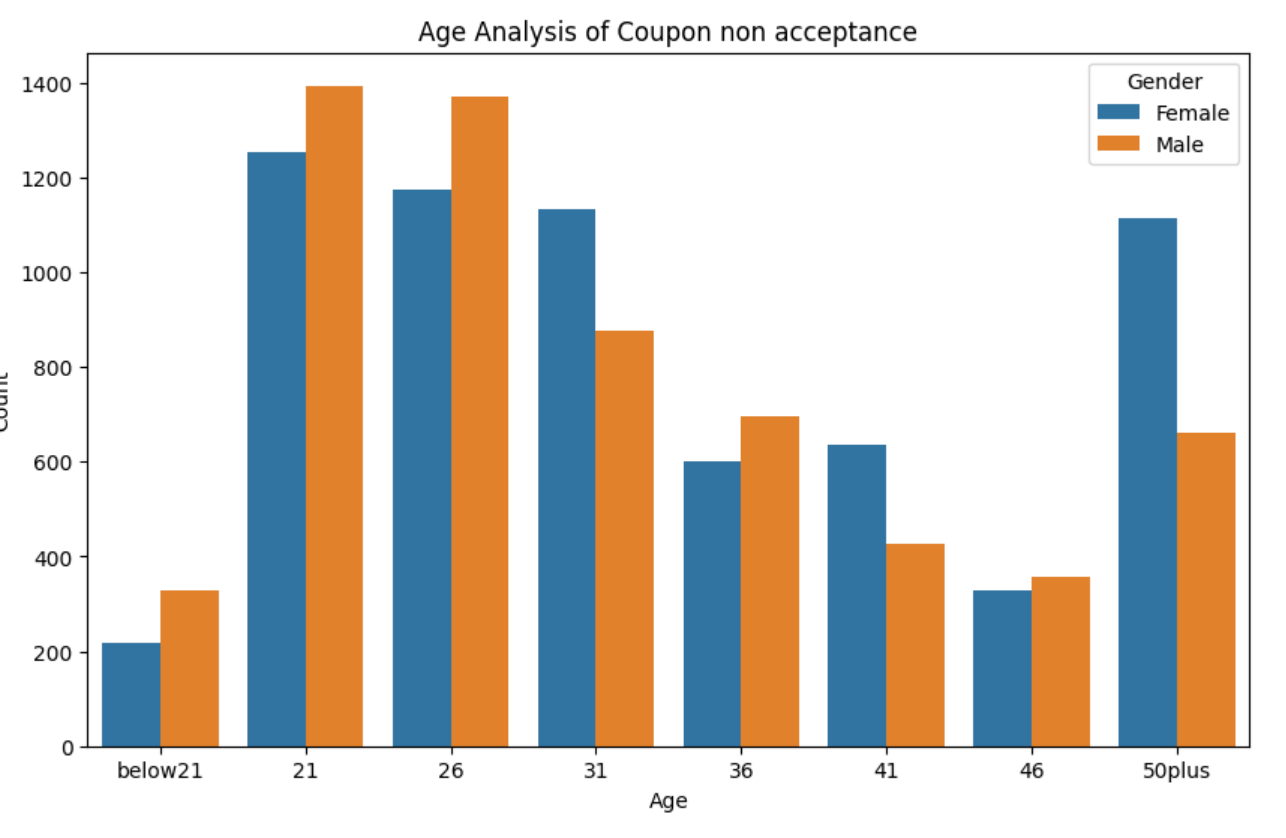 Age Analysis of Coupon non acceptance
Gender
Female
Male
1400
1200
1000
800
600
400
200
0
Count
below21 21 26 31 36 41 46 50plus
Age